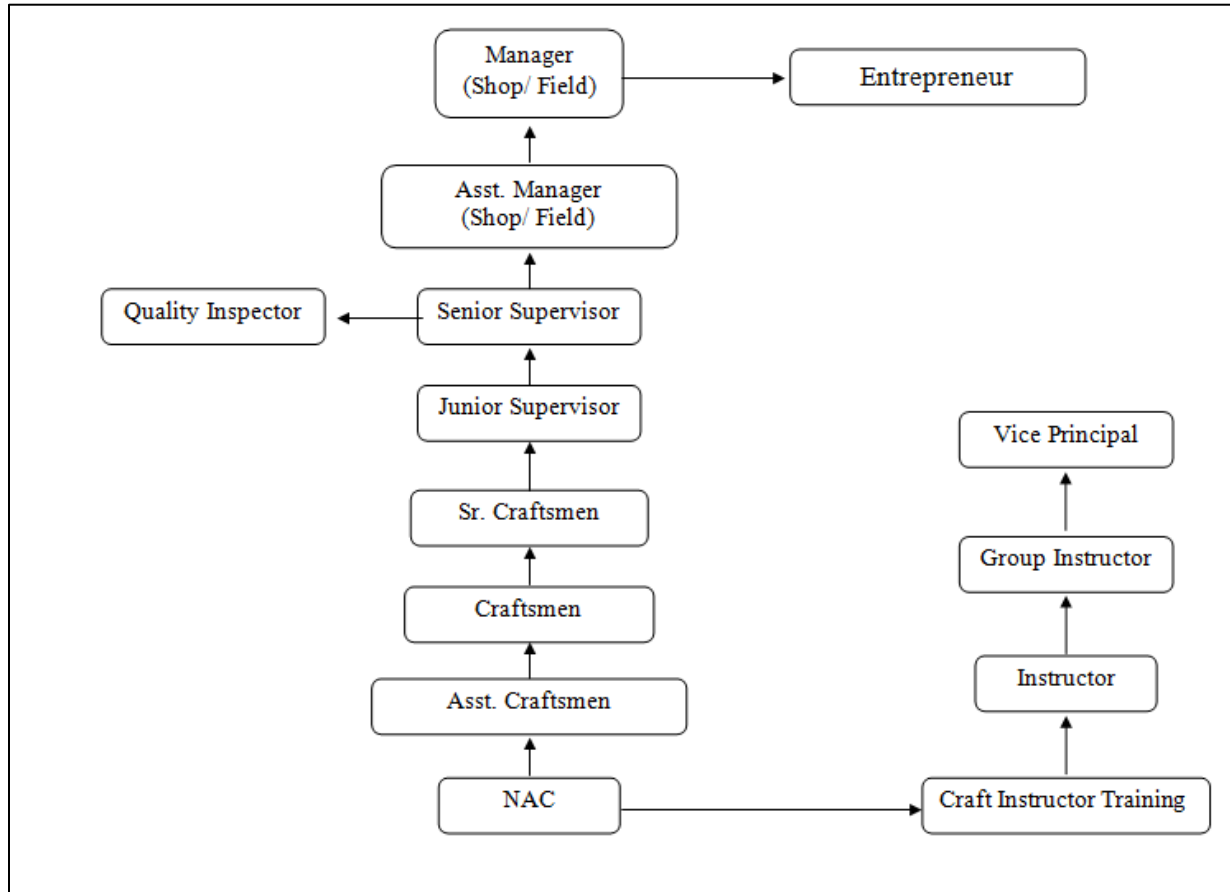 Manager
(Shop/ Field)
Entrepreneur
Asst. Manager
(Shop/ Field)
Quality Inspector
Senior Supervisor
Junior Supervisor
Vice Principal
Sr. Craftsmen
Group Instructor
Craftsmen
Instructor
Asst. Craftsmen
NAC
Craft Instructor Training